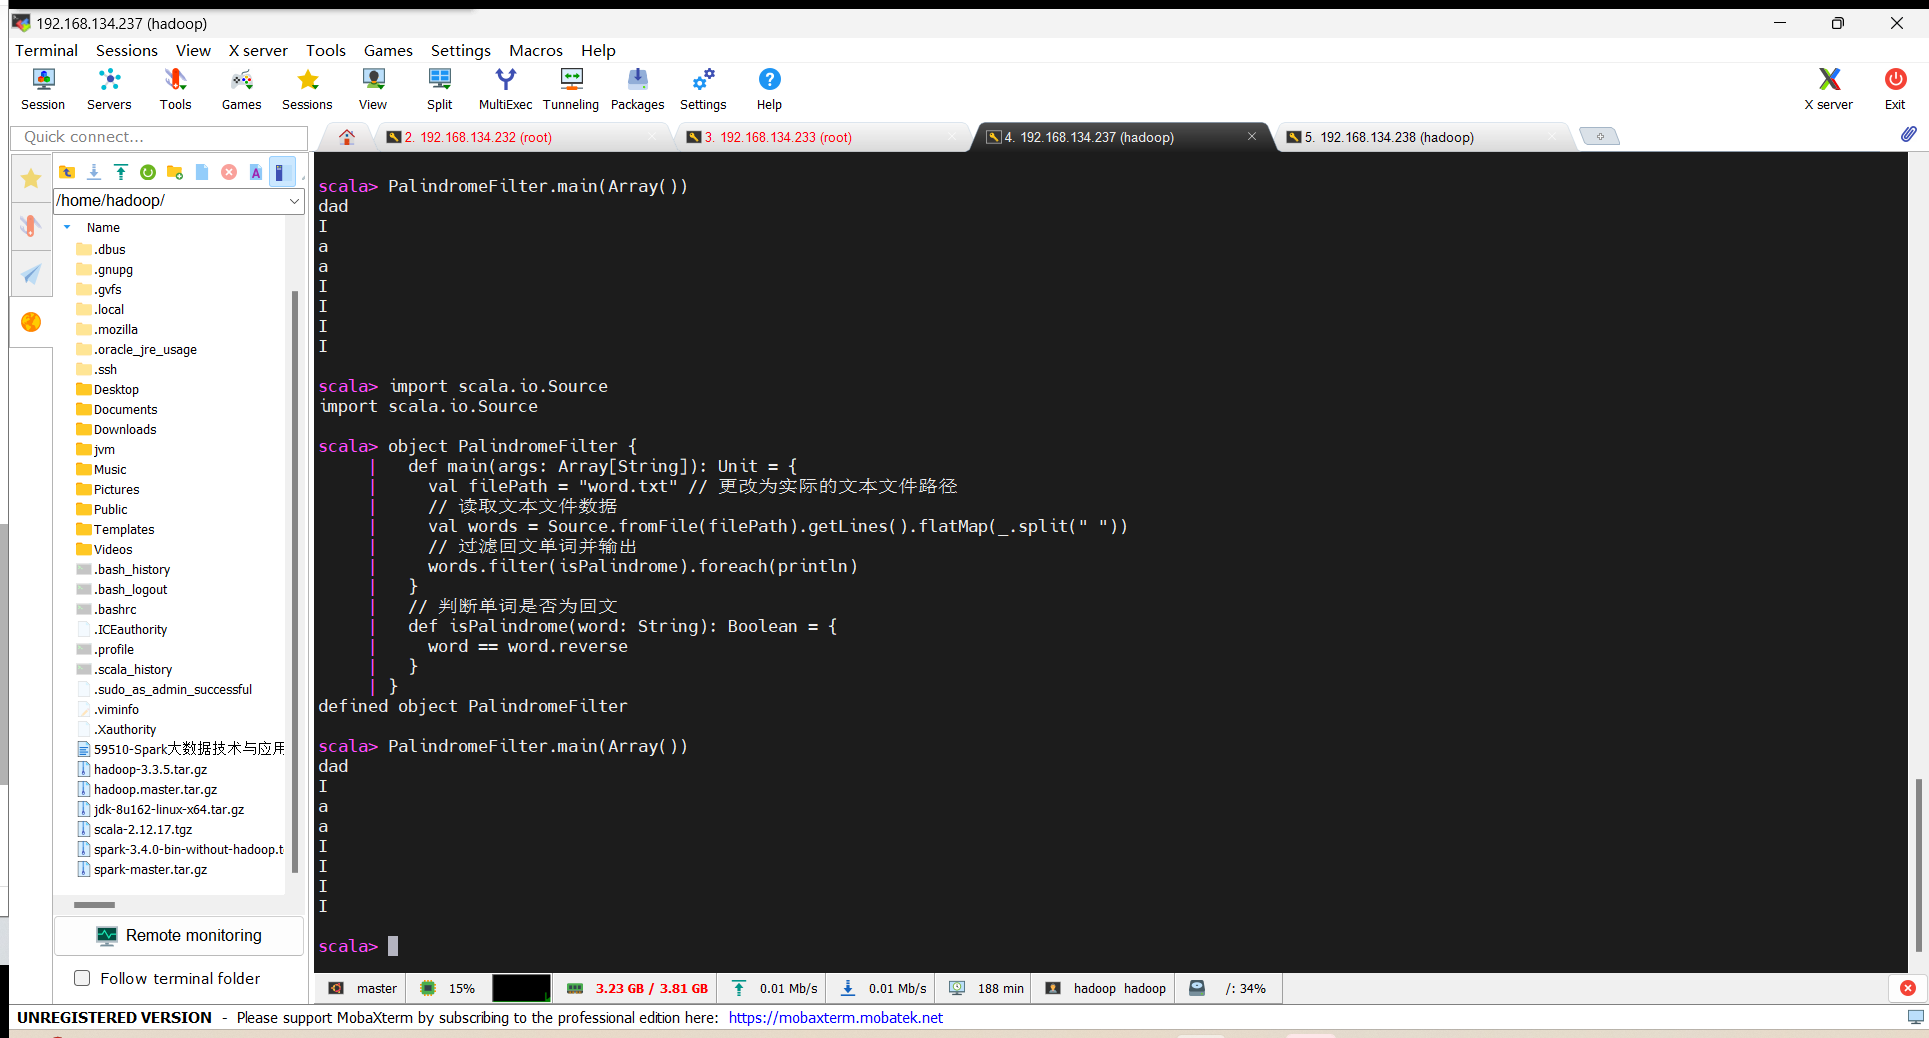 192.168.134.237 (hadoop)
Terminal Sessions View X server Tools Games Settings Macros Help
Session Servers Tools Games Sessions View Split MultiExec Tunneling Packages Settings Help X server Exit
Quick connect...
2. 192.168.134.232 (root)
3. 192.168.134.233 (root)
4. 192.168.134.237 (hadoop)
5. 192.168.134.238 (hadoop)
/home/hadoop/
Name
.dbus
.gnupg
.gvfs
.local
.mozilla
.oracle_jre_usage
.ssh
Desktop
Documents
Downloads
jvm
Music
Pictures
Public
Templates
Videos
.bash_history
.bash_logout
.bashrc
.ICEauthority
.profile
.scala_history
.sudo_as_admin_successful
.viminfo
.Xauthority
59510-Spark大数据技术与应用
hadoop-3.3.5.tar.gz
hadoop.master.tar.gz
jdk-8u162-linux-x64.tar.gz
scala-2.12.17.tgz
spark-3.4.0-bin-without-hadoop.t
spark-master.tar.gz
Remote monitoring
Follow terminal folder
scala> PalindromeFilter.main(Array())
dad
I
a
a
I
I
I
I
scala> import scala.io.Source
import scala.io.Source
scala> object PalindromeFilter {
| def main(args: Array[String]): Unit = {
| val filePath = "word.txt" // 更改为实际的文本文件路径
| // 读取文本文件数据
| val words = Source.fromFile(filePath).getLines().flatMap(_.split(" "))
| // 过滤回文单词并输出
| words.filter(isPalindrome).foreach(println)
| }
| // 判断单词是否为回文
| def isPalindrome(word: String): Boolean = {
| word == word.reverse
| }
| }
defined object PalindromeFilter
scala> PalindromeFilter.main(Array())
dad
I
a
a
I
I
I
I
scala>
master 15% 3.23 GB / 3.81 GB 0.01 Mb/s 0.01 Mb/s 188 min hadoop hadoop /: 34%
UNREGISTERED VERSION - Please support MobaXterm by subscribing to the professional edition here: https://mobaxterm.mobatek.net